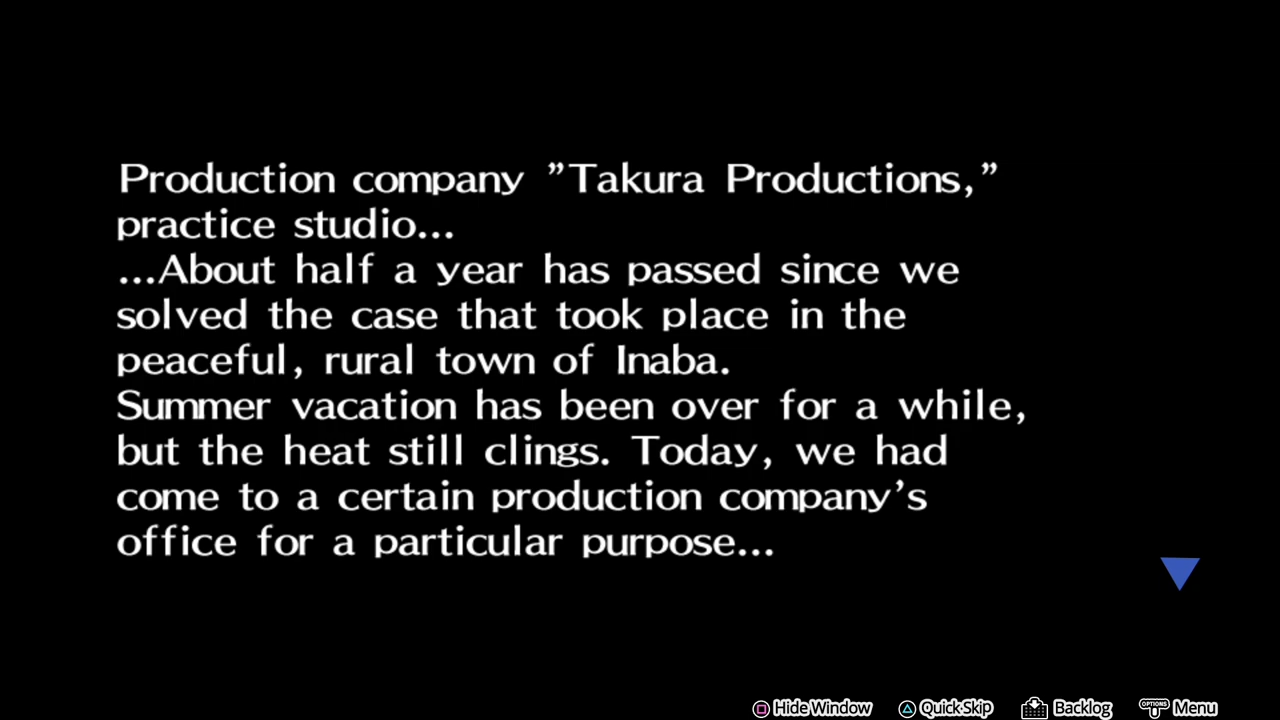 Production company "Takura Productions,"
practice studio...
...About half a year has passed since we
solved the case that took place in the
peaceful, rural town of Inaba.
Summer vacation has been over for a while,
but the heat still clings. Today, we had
come to a certain production company's
office for a particular purpose...
Hide Window Quick Skip Backlog OPTIONS Menu